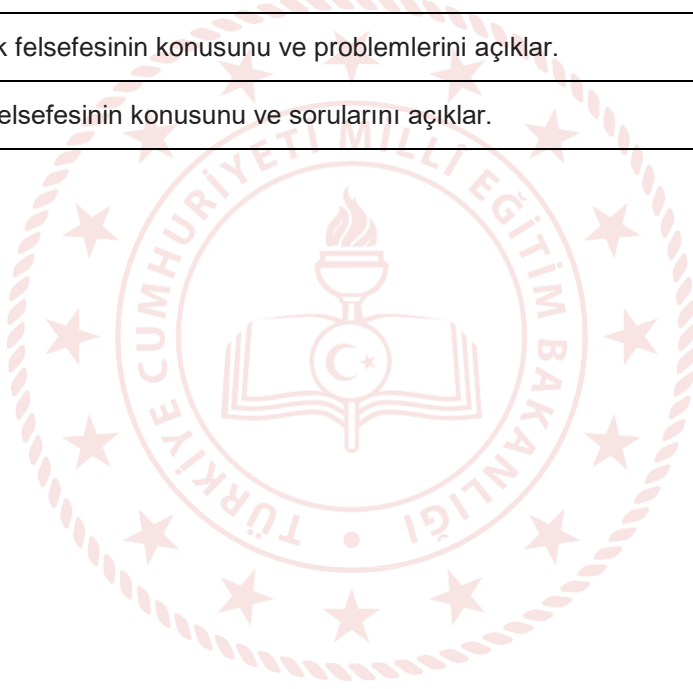 k felsefesinin konusunu ve problemlerini açıklar.
elsefesinin konusunu ve sorularını açıklar.
TÜRKİYE CUMHURİYETİ MİLLİ EĞİTİM BAKANLIĞI